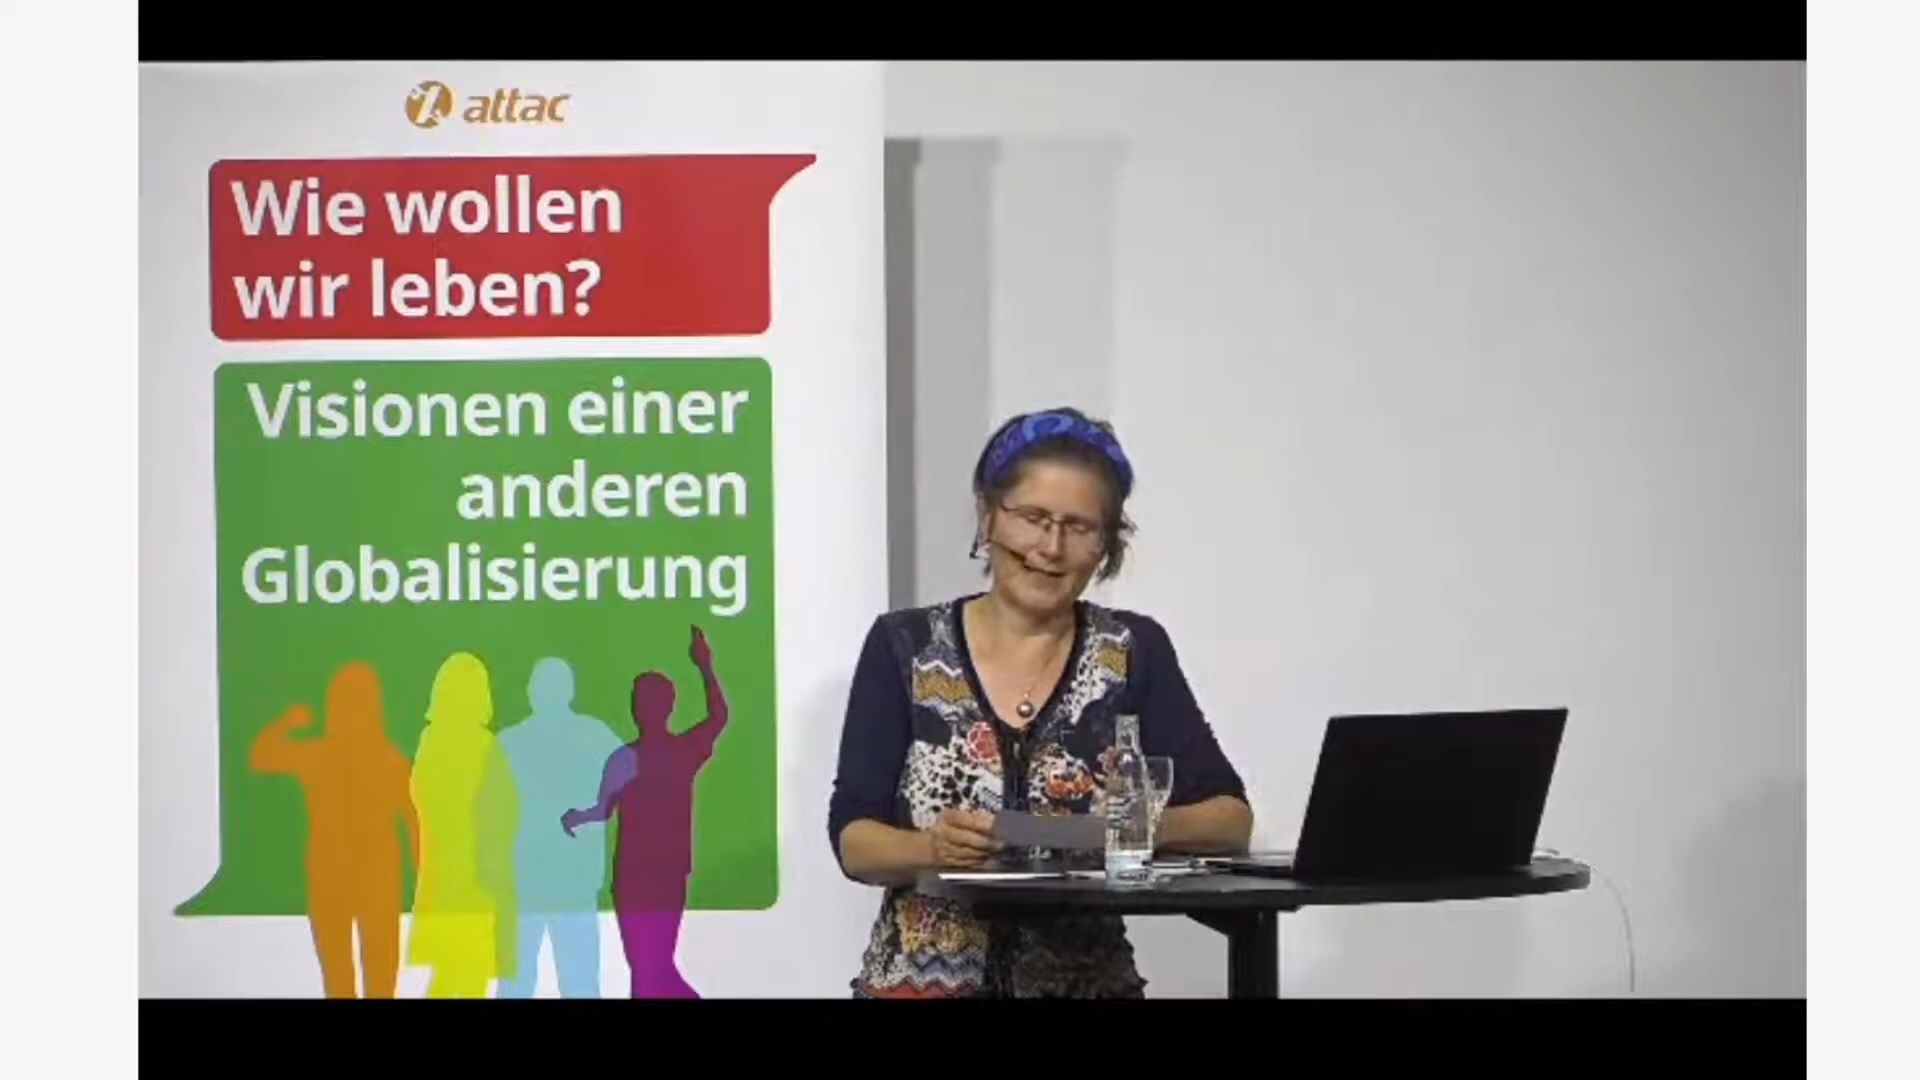 attac
Wie wollen
wir leben?
Visionen einer
anderen
Globalisierung